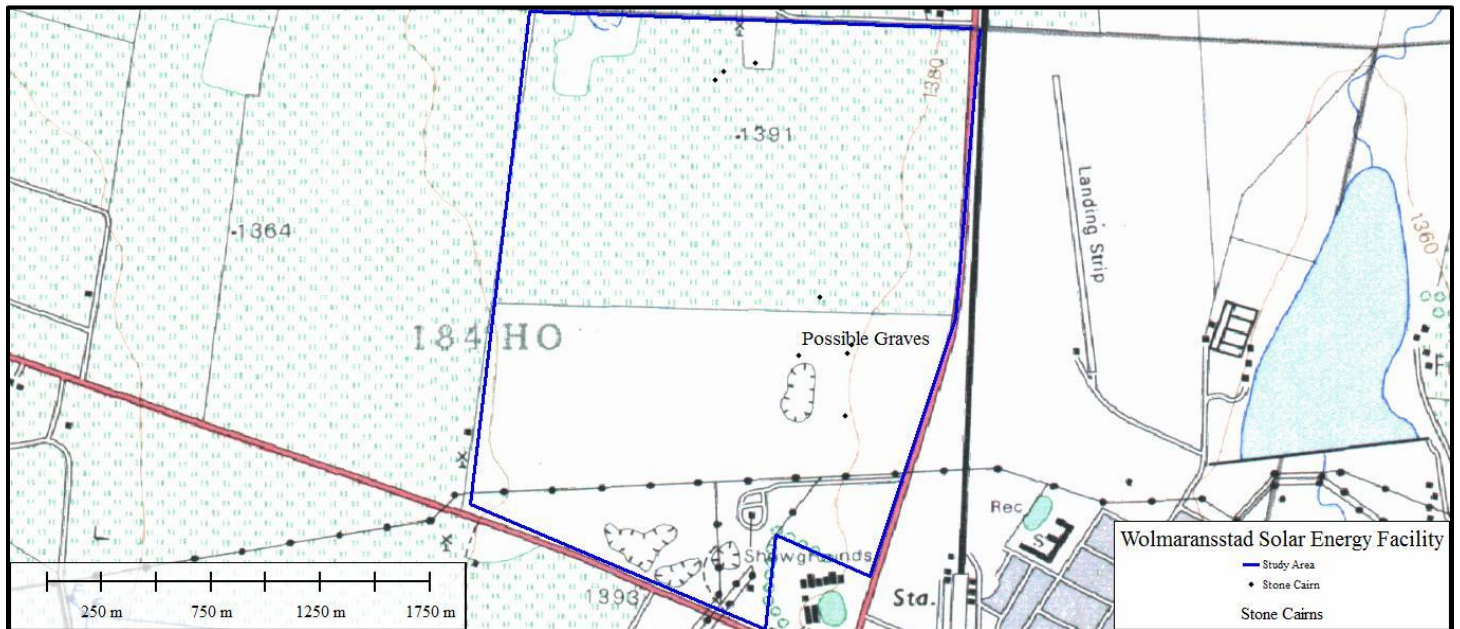 1380
1391
1364
Landing Strip
1360
184 HO
Possible Graves
Rec
S
Showgrounds
1393
Sta.
Wolmaransstad Solar Energy Facility
Study Area
Stone Cairn
Stone Cairns
250 m 750 m 1250 m 1750 m